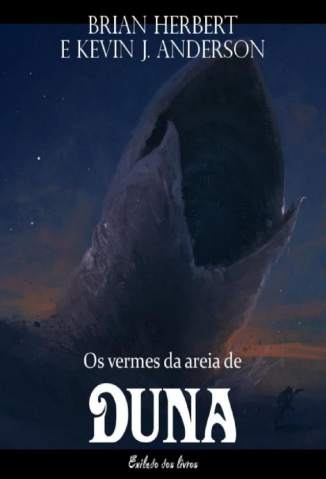 BRIAN HERBERT
E KEVIN J. ANDERSON
Os vermes da areia de
DUNA
Exilado dos livros